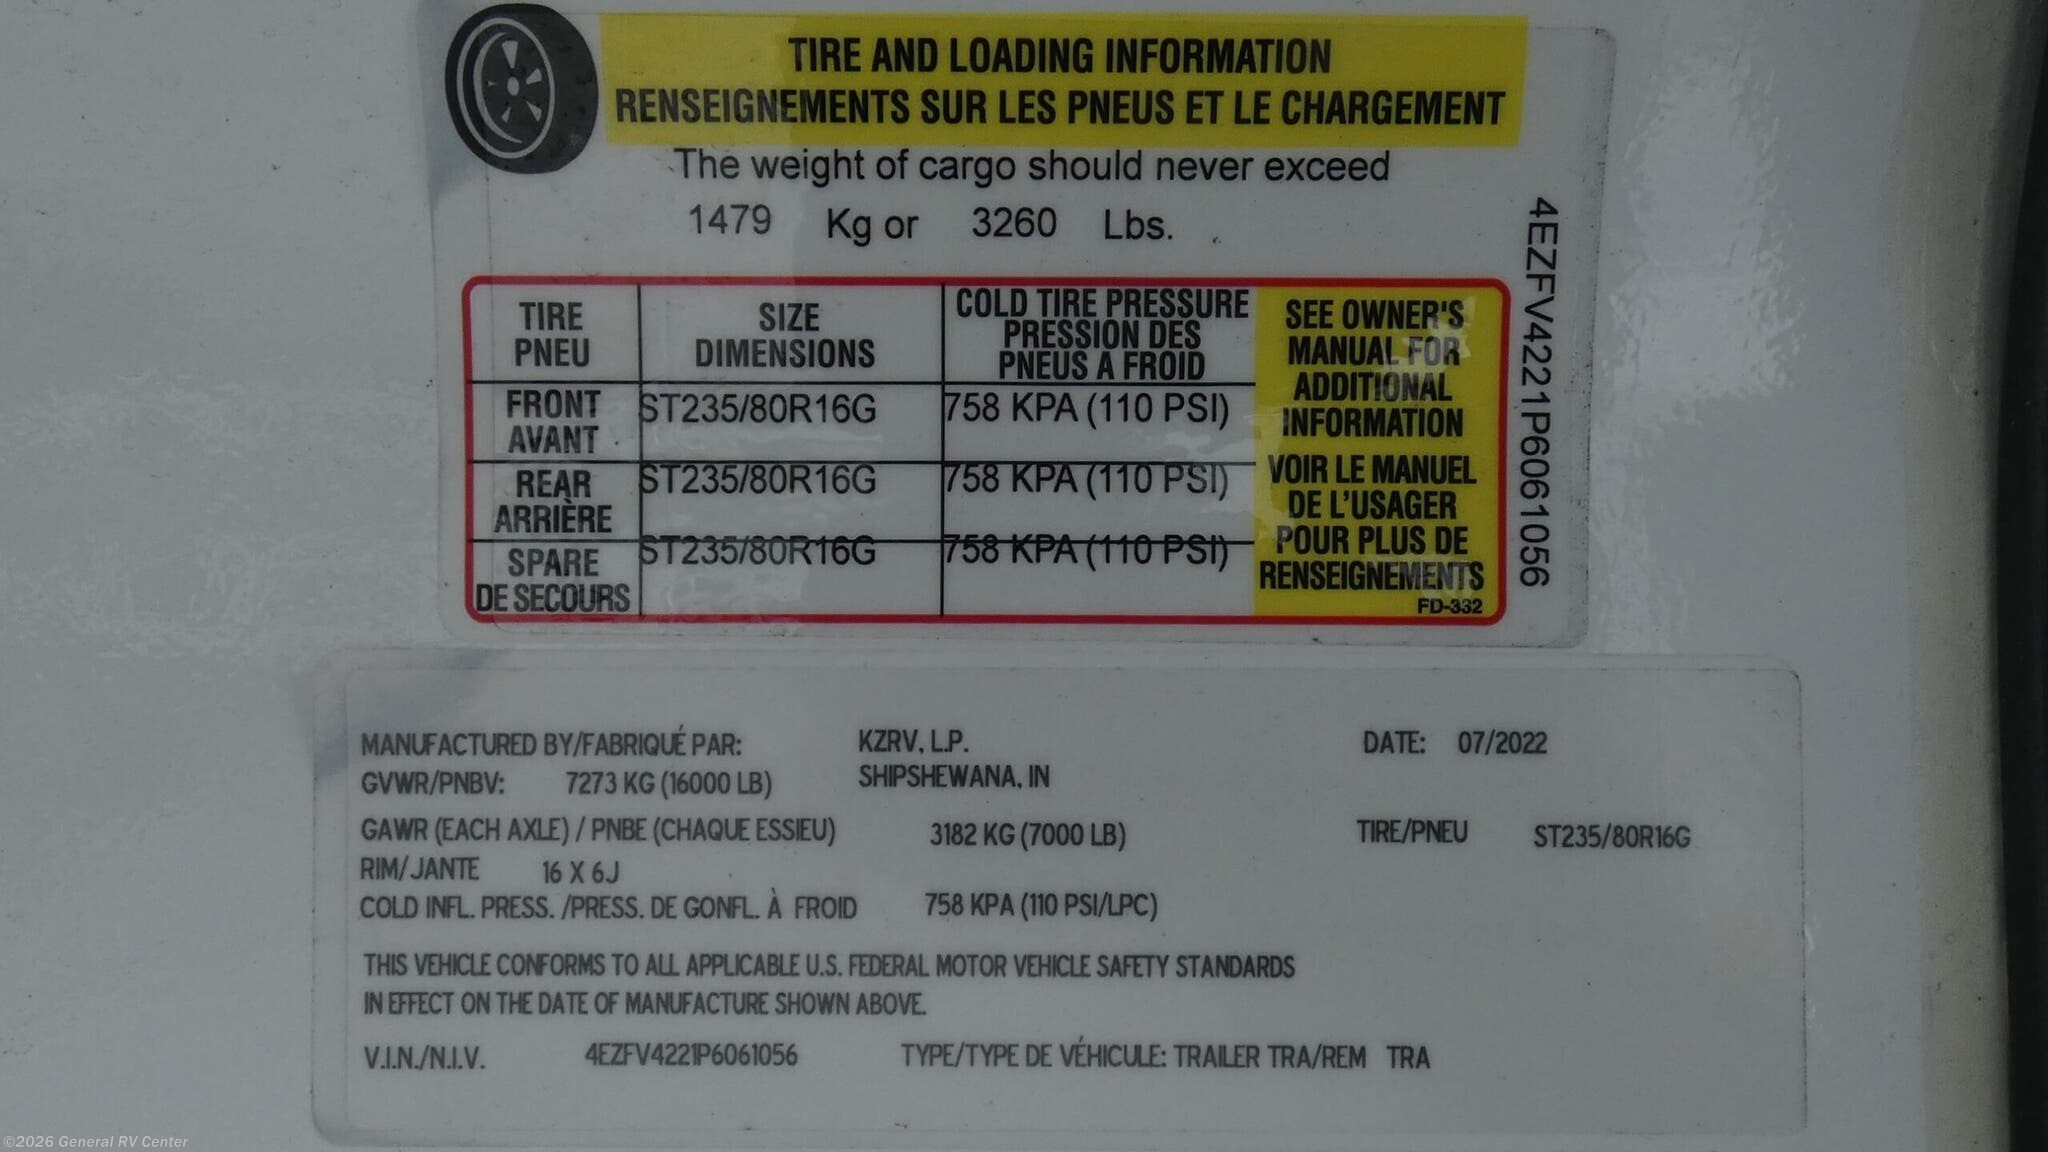 TIRE AND LOADING INFORMATION
RENSEIGNEMENTS SUR LES PNEUS ET LE CHARGEMENT
The weight of cargo should never exceed
1479 Kg or 3260 Lbs.
TIRE PNEU
SIZE DIMENSIONS
COLD TIRE PRESSURE
PRESSION DES
PNEUS A FROID
FRONT AVANT ST235/80R16G 758 KPA (110 PSI)
REAR ARRIÈRE ST235/80R16G 758 KPA (110 PSI)
SPARE DE SECOURS ST235/80R16G 758 KPA (110 PSI)
SEE OWNER'S
MANUAL FOR
ADDITIONAL
INFORMATION
VOIR LE MANUEL
DE L'USAGER
POUR PLUS DE
RENSEIGNEMENTS
FD-332
4EZFV4221P6061056
MANUFACTURED BY/FABRIQUÉ PAR: KZRV, L.P. DATE: 07/2022
GVWR/PNBV: 7273 KG (16000 LB) SHIPSHEWANA, IN
GAWR (EACH AXLE) / PNBE (CHAQUE ESSIEU) 3182 KG (7000 LB) TIRE/PNEU ST235/80R16G
RIM/JANTE 16 X 6J
COLD INFL. PRESS. /PRESS. DE GONFL. À FROID 758 KPA (110 PSI/LPC)
THIS VEHICLE CONFORMS TO ALL APPLICABLE U.S. FEDERAL MOTOR VEHICLE SAFETY STANDARDS
IN EFFECT ON THE DATE OF MANUFACTURE SHOWN ABOVE.
V.I.N./N.I.V. 4EZFV4221P6061056 TYPE/TYPE DE VÉHICULE: TRAILER TRA/REM TRA
©2026 General RV Center